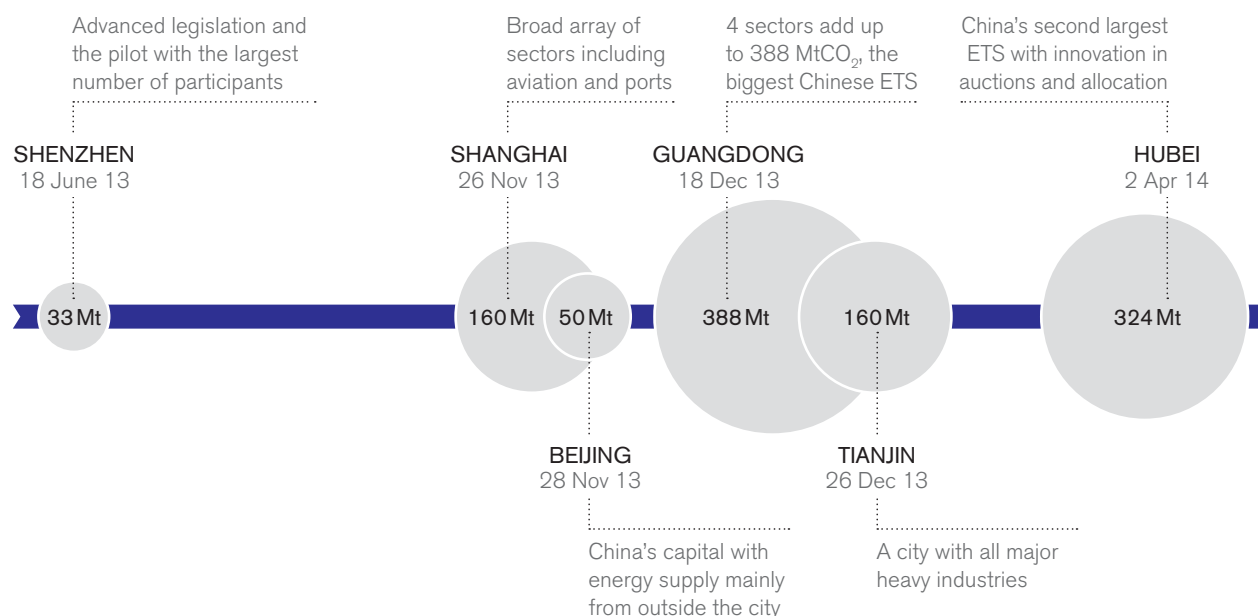 Advanced legislation and
the pilot with the largest
number of participants
SHENZHEN
18 June 13
33 Mt
Broad array of
sectors including
aviation and ports
SHANGHAI
26 Nov 13
160 Mt
50 Mt
BEIJING
28 Nov 13
China’s capital with
energy supply mainly
from outside the city
4 sectors add up
to 388 MtCO₂, the
biggest Chinese ETS
GUANGDONG
18 Dec 13
388 Mt
160 Mt
TIANJIN
26 Dec 13
A city with all major
heavy industries
China’s second largest
ETS with innovation in
auctions and allocation
HUBEI
2 Apr 14
324 Mt